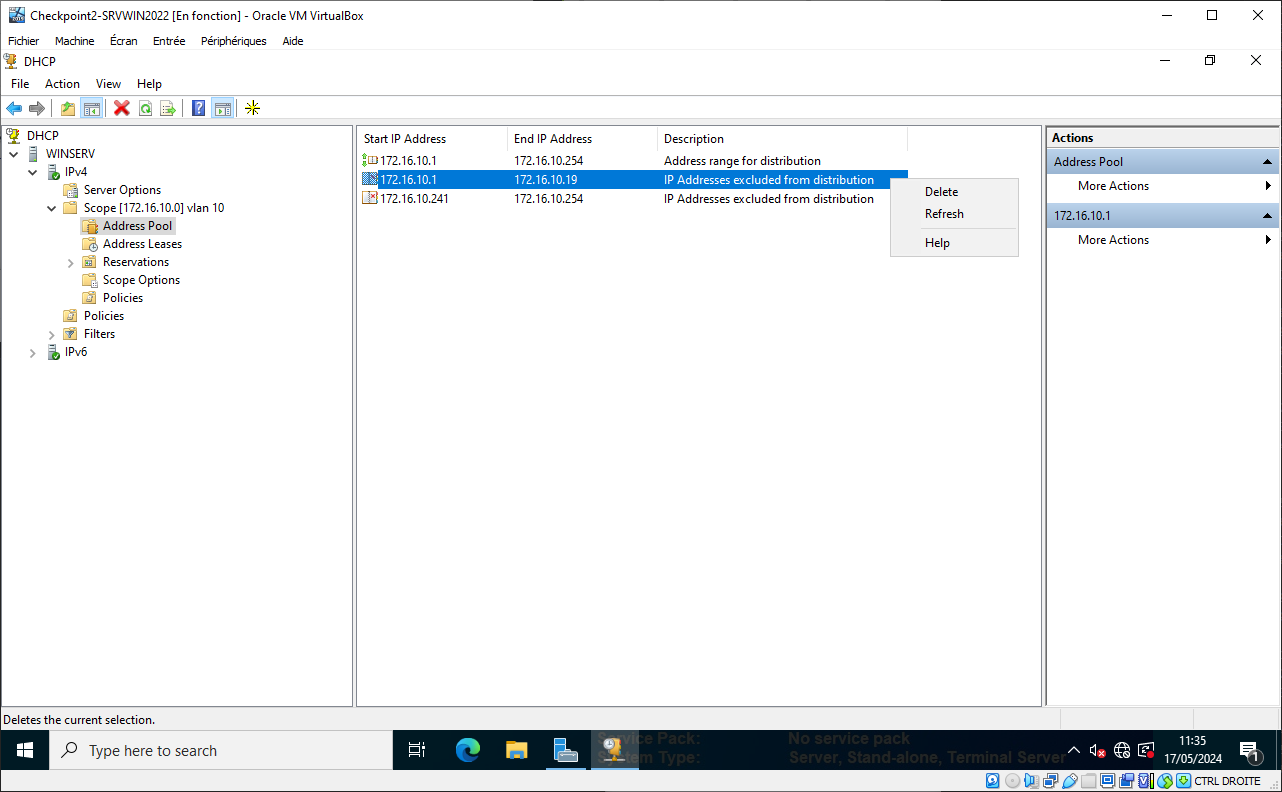 Checkpoint2-SRVWIN2022 [En fonction] - Oracle VM VirtualBox
Fichier Machine Écran Entrée Périphériques Aide
DHCP
File Action View Help
DHCP
WINSERV
IPv4
Server Options
Scope [172.16.10.0] vlan 10
Address Pool
Address Leases
Reservations
Scope Options
Policies
Policies
Filters
IPv6
Start IP Address End IP Address Description
172.16.10.1 172.16.10.254 Address range for distribution
172.16.10.1 172.16.10.19 IP Addresses excluded from distribution
172.16.10.241 172.16.10.254 IP Addresses excluded from distribution
Delete
Refresh
Help
Actions
Address Pool
More Actions
172.16.10.1
More Actions
Deletes the current selection.
Type here to search
Service Pack: No service pack
System Type: Server, Stand-alone, Terminal Server
11:35
17/05/2024
1
CTRL DROITE